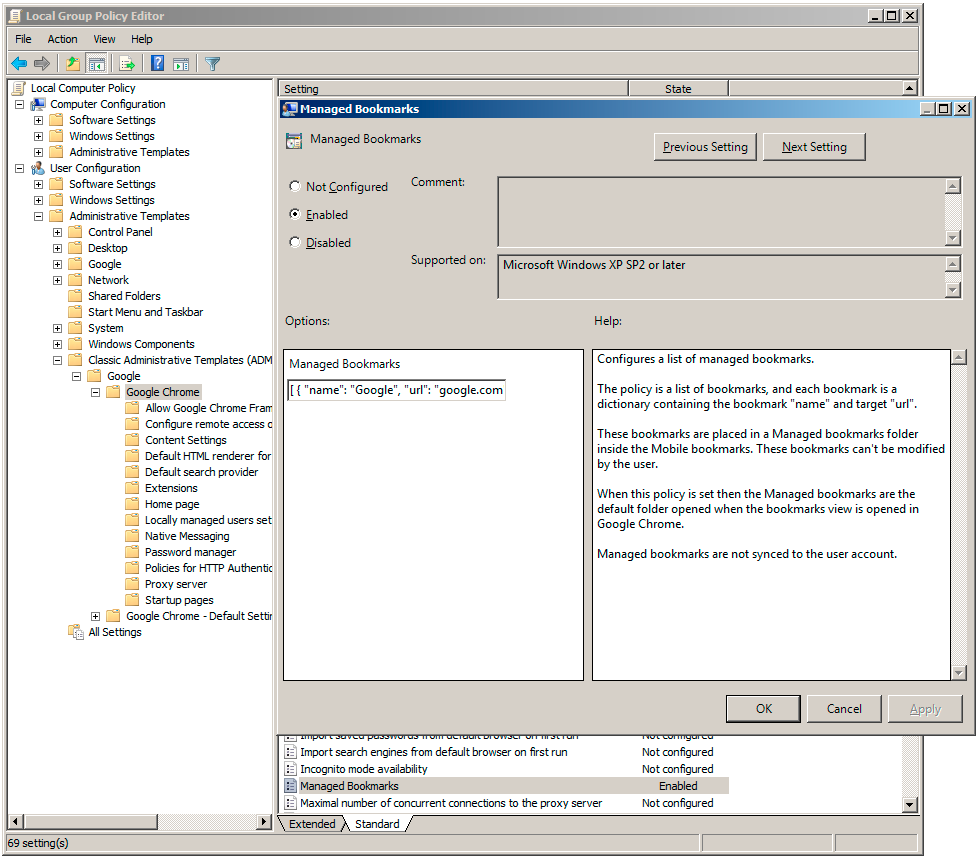 Local Group Policy Editor
File Action View Help
Local Computer Policy
Computer Configuration
Software Settings
Windows Settings
Administrative Templates
User Configuration
Software Settings
Windows Settings
Administrative Templates
Control Panel
Desktop
Google
Network
Shared Folders
Start Menu and Taskbar
System
Windows Components
Classic Administrative Templates (ADM
Google
Google Chrome
Allow Google Chrome Fram
Configure remote access o
Content Settings
Default HTML renderer for
Default search provider
Extensions
Home page
Locally managed users set
Native Messaging
Password manager
Policies for HTTP Authentic
Proxy server
Startup pages
Google Chrome - Default Settin
All Settings
Setting State
Managed Bookmarks
Managed Bookmarks
Previous Setting Next Setting
Not Configured
Enabled
Disabled
Comment:
Supported on:
Microsoft Windows XP SP2 or later
Options:
Help:
Managed Bookmarks
[ { "name": "Google", "url": "google.com
Configures a list of managed bookmarks.
The policy is a list of bookmarks, and each bookmark is a
dictionary containing the bookmark "name" and target "url".
These bookmarks are placed in a Managed bookmarks folder
inside the Mobile bookmarks. These bookmarks can't be modified
by the user.
When this policy is set then the Managed bookmarks are the
default folder opened when the bookmarks view is opened in
Google Chrome.
Managed bookmarks are not synced to the user account.
OK Cancel Apply
Import saved passwords from default browser on first run Not configured
Import search engines from default browser on first run Not configured
Incognito mode availability Not configured
Managed Bookmarks Enabled
Maximal number of concurrent connections to the proxy server Not configured
Extended Standard
69 setting(s)